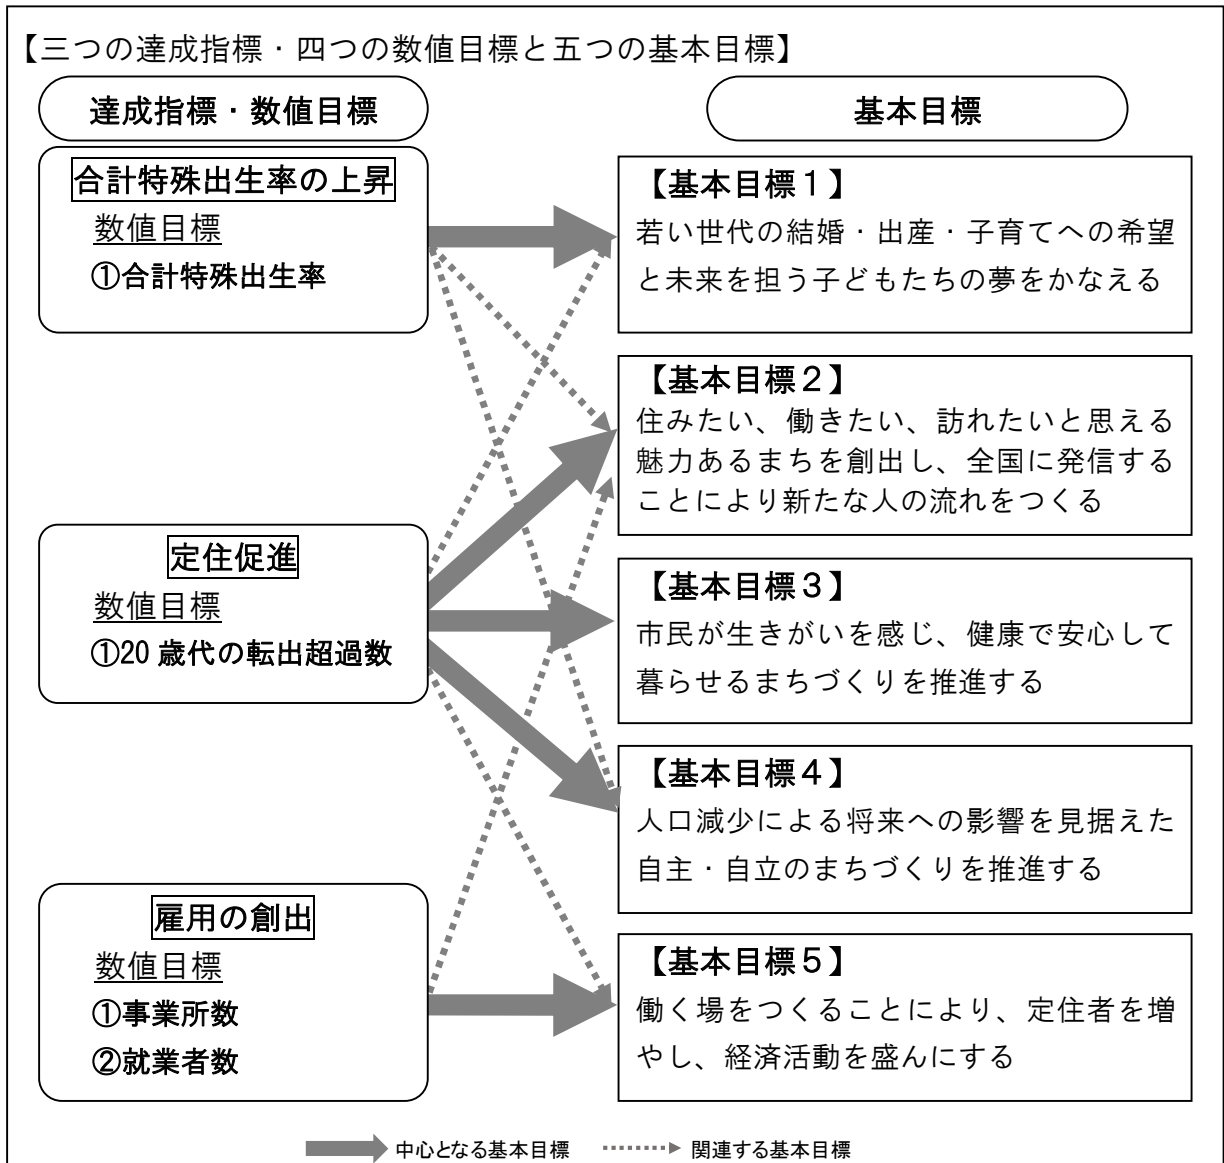 【三つの達成指標・四つの数値目標と五つの基本目標】
達成指標・数値目標
合計特殊出生率の上昇
数値目標
①合計特殊出生率
定住促進
数値目標
①20歳代の転出超過数
雇用の創出
数値目標
①事業所数
②就業者数
基本目標
【基本目標１】
若い世代の結婚・出産・子育てへの希望
と未来を担う子どもたちの夢をかなえる
【基本目標２】
住みたい、働きたい、訪れたいと思える
魅力あるまちを創出し、全国に発信する
ことにより新たな人の流れをつくる
【基本目標３】
市民が生きがいを感じ、健康で安心して
暮らせるまちづくりを推進する
【基本目標４】
人口減少による将来への影響を見据えた
自主・自立のまちづくりを推進する
【基本目標５】
働く場をつくることにより、定住者を増
やし、経済活動を盛んにする
中心となる基本目標
関連する基本目標